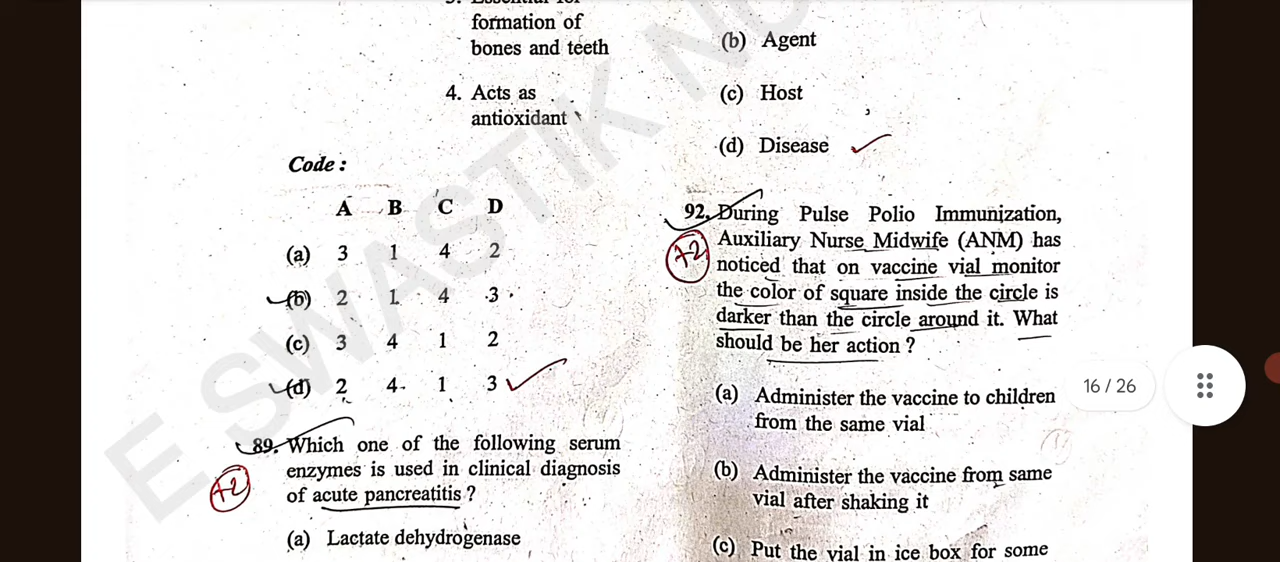 formation of
bones and teeth
4. Acts as
antioxidant
Code :
A B C D
(a) 3 1 4 2
(b) 2 1 4 3
(c) 3 4 1 2
(d) 2 4 1 3
89. Which one of the following serum
enzymes is used in clinical diagnosis
of acute pancreatitis ?
+2
(a) Lactate dehydrogenase
(b) Agent
(c) Host
(d) Disease
92. During Pulse Polio Immunization,
Auxiliary Nurse Midwife (ANM) has
noticed that on vaccine vial monitor
the color of square inside the circle is
darker than the circle around it. What
should be her action ?
+2
(a) Administer the vaccine to children
from the same vial
(b) Administer the vaccine from same
vial after shaking it
(c) Put the vial in ice box for some
16 / 26
E SWASTIK